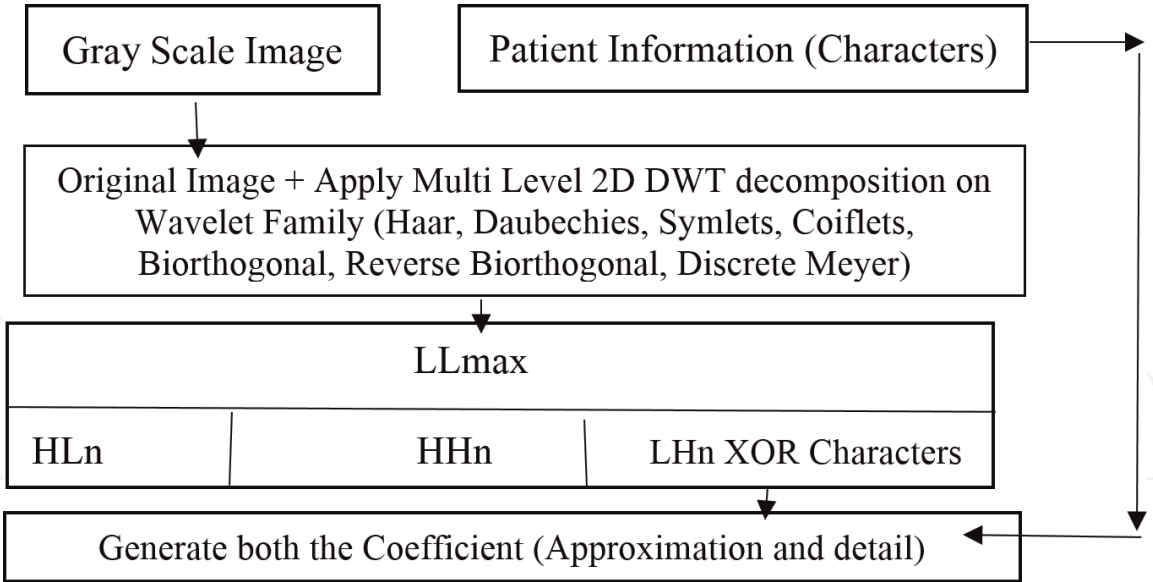 Gray Scale Image
Patient Information (Characters)
Original Image + Apply Multi Level 2D DWT decomposition on
Wavelet Family (Haar, Daubechies, Symlets, Coiflets,
Biorthogonal, Reverse Biorthogonal, Discrete Meyer)
LLmax
HLn
HHn
LHn XOR Characters
Generate both the Coefficient (Approximation and detail)